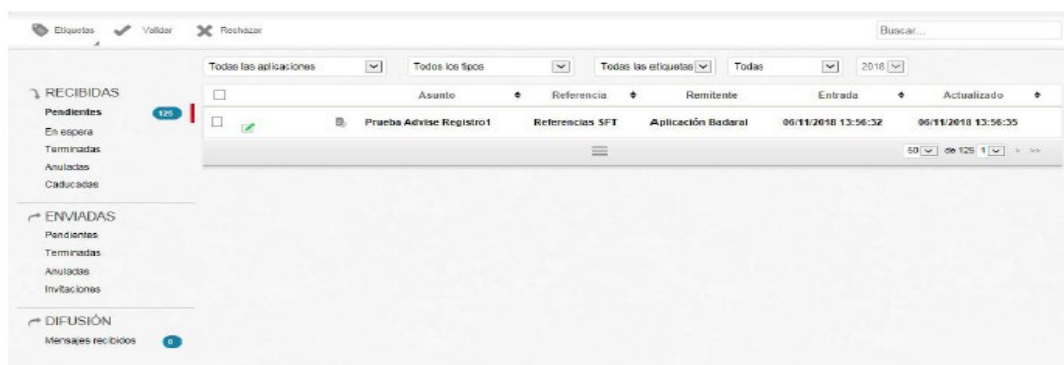 Etiquetas Validar Rechazar Buscar...
Todas las aplicaciones Todos los tipos Todas las etiquetas Todas 2018
RECIBIDAS
Asunto Referencia Remitente Entrada Actualizado
Pendientes 125
Prueba Advise Registro1 Referencias SFT Aplicación Badaral 06/11/2018 13:56:32 06/11/2018 13:56:35
En espera
Terminadas
50 de 125 1 > >>
Anuladas
Caducadas
ENVIADAS
Pendientes
Terminadas
Anuladas
Invitaciones
DIFUSIÓN
Mensajes recibidos 0